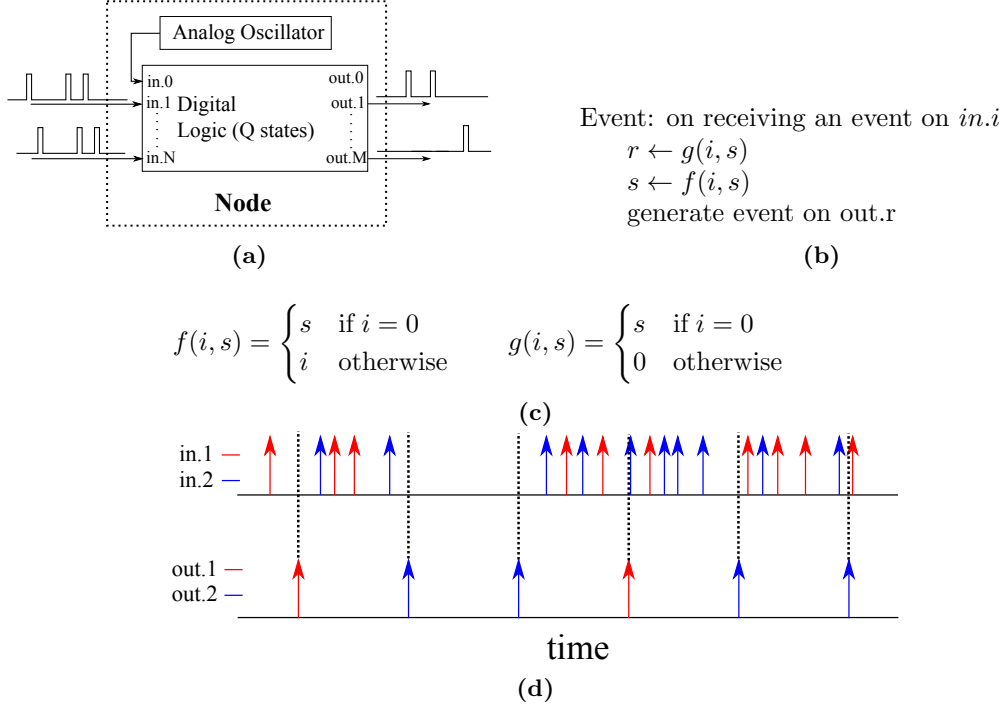 (a)
Analog Oscillator
in.0
in.1
in.N
Digital
Logic (Q states)
out.0
out.1
out.M
Node
(a)
Event: on receiving an event on in.i
r ← g(i, s)
s ← f(i, s)
generate event on out.r
(b)
f(i, s) = { s if i = 0
i otherwise
g(i, s) = { s if i = 0
0 otherwise
(c)
in.1
in.2
out.1
out.2
time
(d)